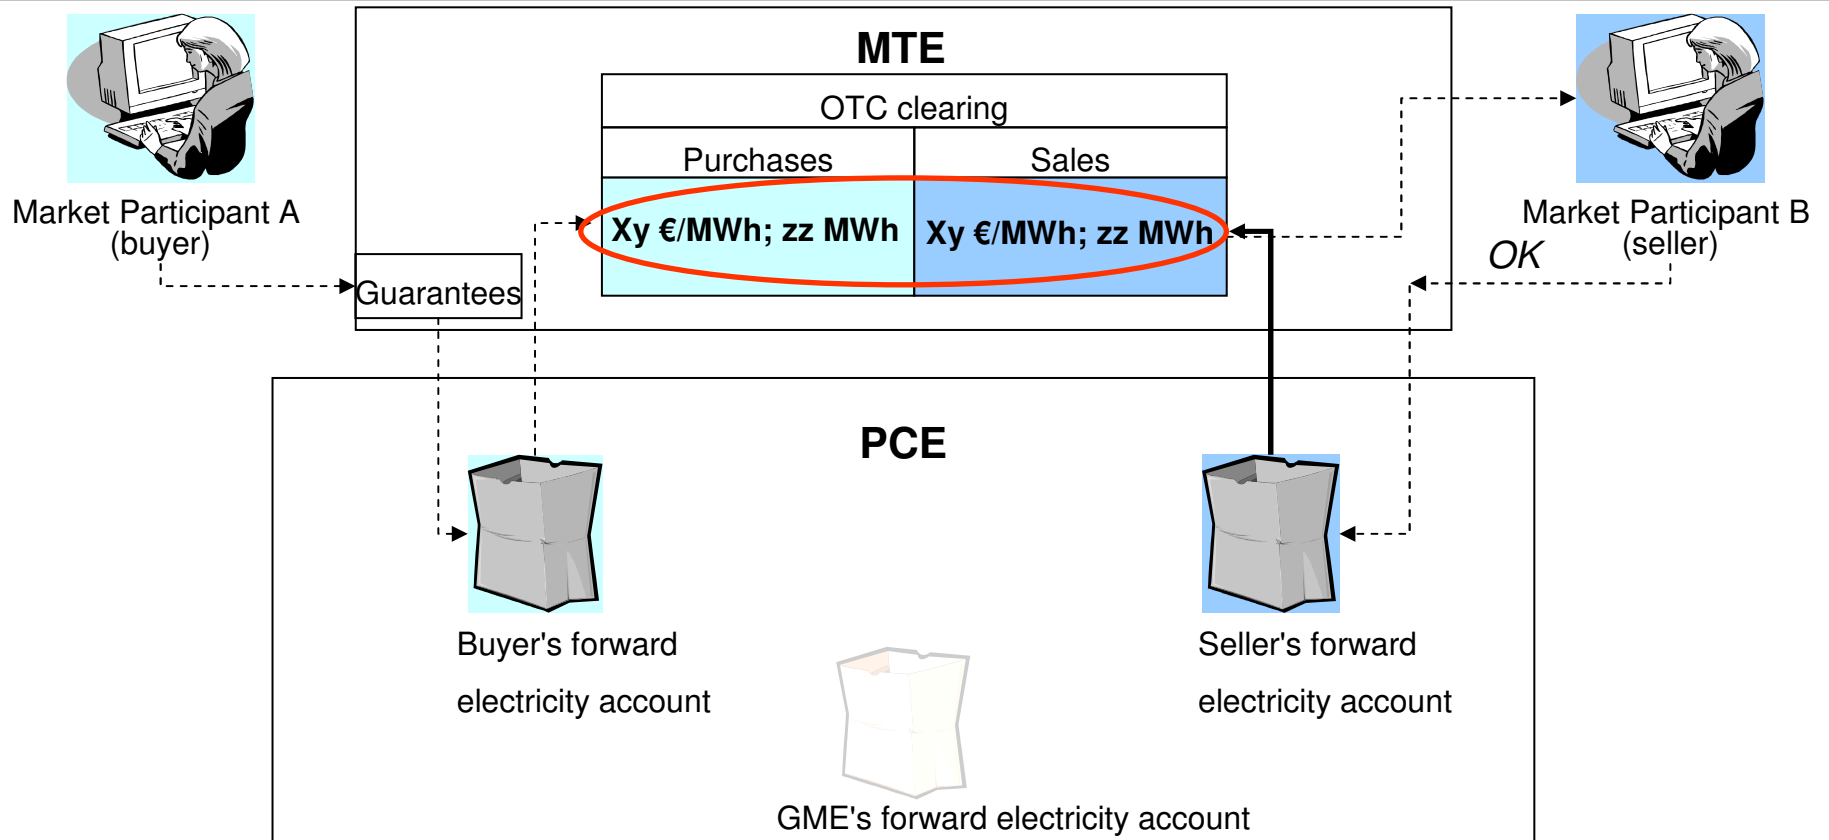 MTE
OTC clearing
Purchases
Sales
Xy €/MWh; zz MWh
Xy €/MWh; zz MWh
Market Participant A
(buyer)
Market Participant B
(seller)
OK
Guarantees
PCE
Buyer's forward
electricity account
Seller's forward
electricity account
GME's forward electricity account